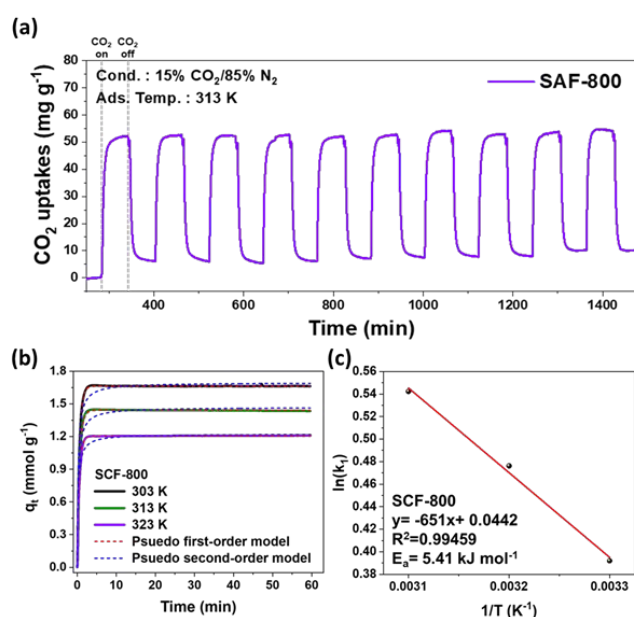 (a)
CO2 on
CO2 off
Cond. : 15% CO2/85% N2
Ads. Temp. : 313 K
SAF-800
CO2 uptakes (mg g-1)
80
70
60
50
40
30
20
10
0
400
600
800
1000
1200
1400
Time (min)
(b)
qt (mmol g-1)
1.8
1.5
1.2
0.9
0.6
0.3
0.0
SCF-800
303 K
313 K
323 K
Psuedo first-order model
Psuedo second-order model
0
10
20
30
40
50
60
Time (min)
(c)
ln(k1)
0.56
0.54
0.52
0.50
0.48
0.46
0.44
0.42
0.40
0.38
SCF-800
y= -651x+ 0.0442
R2=0.99459
Ea= 5.41 kJ mol-1
0.0031
0.0032
0.0033
1/T (K-1)